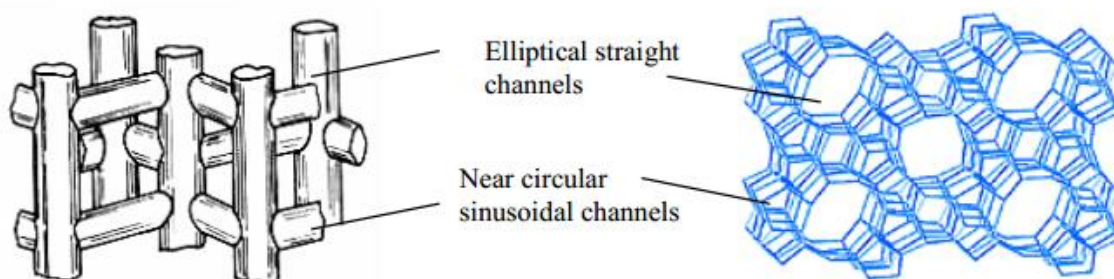 Elliptical straight
channels
Near circular
sinusoidal channels